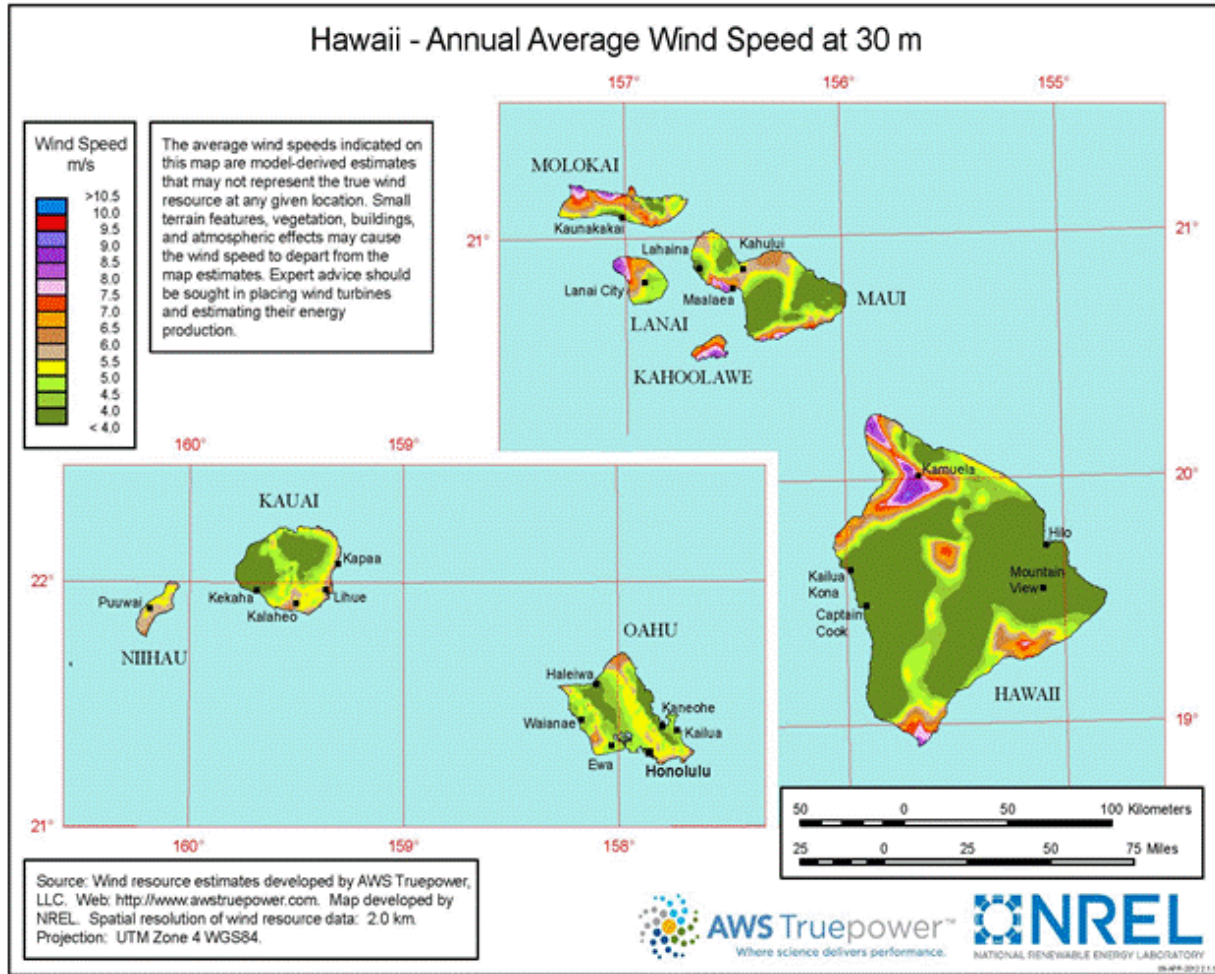 Hawaii - Annual Average Wind Speed at 30 m
Wind Speed
m/s
>10.5
10.0
9.5
9.0
8.5
8.0
7.5
7.0
6.5
6.0
5.5
5.0
4.5
4.0
< 4.0
The average wind speeds indicated on
this map are model-derived estimates
that may not represent the true wind
resource at any given location. Small
terrain features, vegetation, buildings,
and atmospheric effects may cause
the wind speed to depart from the
map estimates. Expert advice should
be sought in placing wind turbines
and estimating their energy
production.
157°
156°
155°
MOLOKAI
Kaunakakai
21°
21°
Lahaina
Kahului
Lanai City
Maalaea
MAUI
LANAI
KAHOOLAWE
160°
159°
Kamuela
20°
KAUAI
Kapaa
Hilo
22°
Puuwai
Kekaha
Lihue
Kalaheo
Kailua
Kona
Mountain
View
Captain
Cook
OAHU
NIIHAU
Haleiwa
HAWAII
Kaneohe
Waianae
Kailua
19°
Ewa
Honolulu
21°
160°
159°
158°
50 0 50 100 Kilometers
25 0 25 50 75 Miles
Source: Wind resource estimates developed by AWS Truepower,
LLC. Web: http://www.awstruepower.com. Map developed by
NREL. Spatial resolution of wind resource data: 2.0 km.
Projection: UTM Zone 4 WGS84.
AWS Truepower™
Where science delivers performance.
NREL
NATIONAL RENEWABLE ENERGY LABORATORY